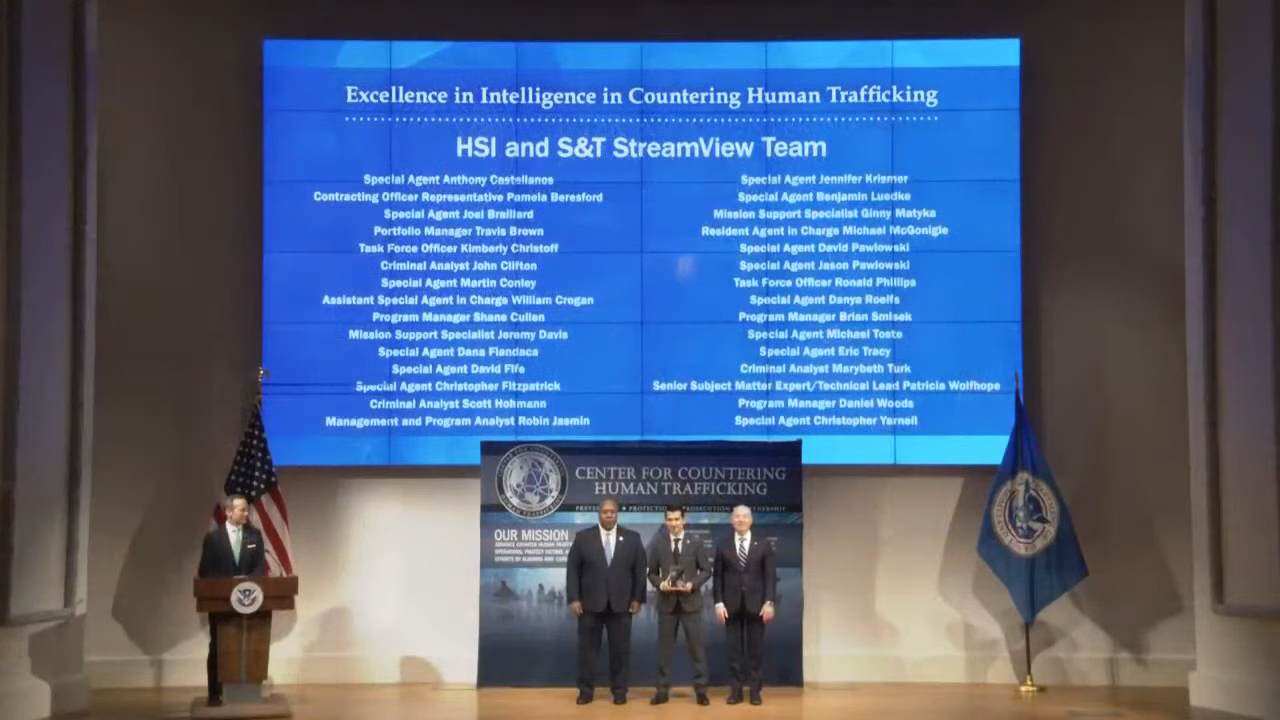 Excellence in Intelligence in Countering Human Trafficking
HSI and S&T StreamView Team
Special Agent Anthony Castellanos
Contracting Officer Representative Pamela Beresford
Special Agent Joel Braillard
Portfolio Manager Travis Brown
Task Force Officer Kimberly Christoff
Criminal Analyst John Clifton
Special Agent Martin Conley
Assistant Special Agent in Charge William Crogan
Program Manager Shane Cullen
Mission Support Specialist Jeremy Davis
Special Agent Dana Fiandaca
Special Agent David Fife
Special Agent Christopher Fitzpatrick
Criminal Analyst Scott Hohmann
Management and Program Analyst Robin Jasmin
Special Agent Jennifer Krismer
Special Agent Benjamin Luedke
Mission Support Specialist Ginny Matyka
Resident Agent in Charge Michael McGonigle
Special Agent David Pawlowski
Special Agent Jason Pawlowski
Task Force Officer Ronald Phillips
Special Agent Danya Roelfs
Program Manager Brian Smisek
Special Agent Michael Toste
Special Agent Eric Tracy
Criminal Analyst Marybeth Turk
Senior Subject Matter Expert/Technical Lead Patricia Wolfhope
Program Manager Daniel Woods
Special Agent Christopher Yarnell
CENTER FOR COUNTERING
HUMAN TRAFFICKING
OUR MISSION